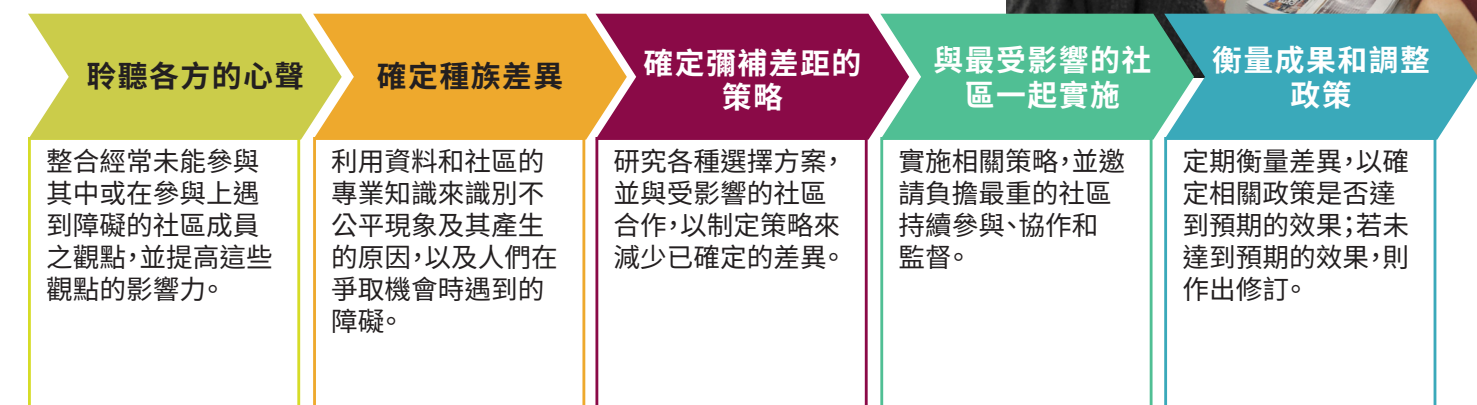 聆聽各方的心聲
整合經常未能參與
其中或在參與上遇
到障礙的社區成員
之觀點,並提高這些
觀點的影響力。
確定種族差異
利用資料和社區的
專業知識來識別不
公平現象及其產生
的原因,以及人們在
爭取機會時遇到的
障礙。
確定彌補差距的
策略
研究各種選擇方案,
並與受影響的社區
合作,以制定策略來
減少已確定的差異。
與最受影響的社
區一起實施
實施相關策略,並邀
請負擔最重的社區
持續參與、協作和
監督。
衡量成果和調整
政策
定期衡量差異,以確
定相關政策是否達
到預期的效果;若未
達到預期的效果,則
作出修訂。